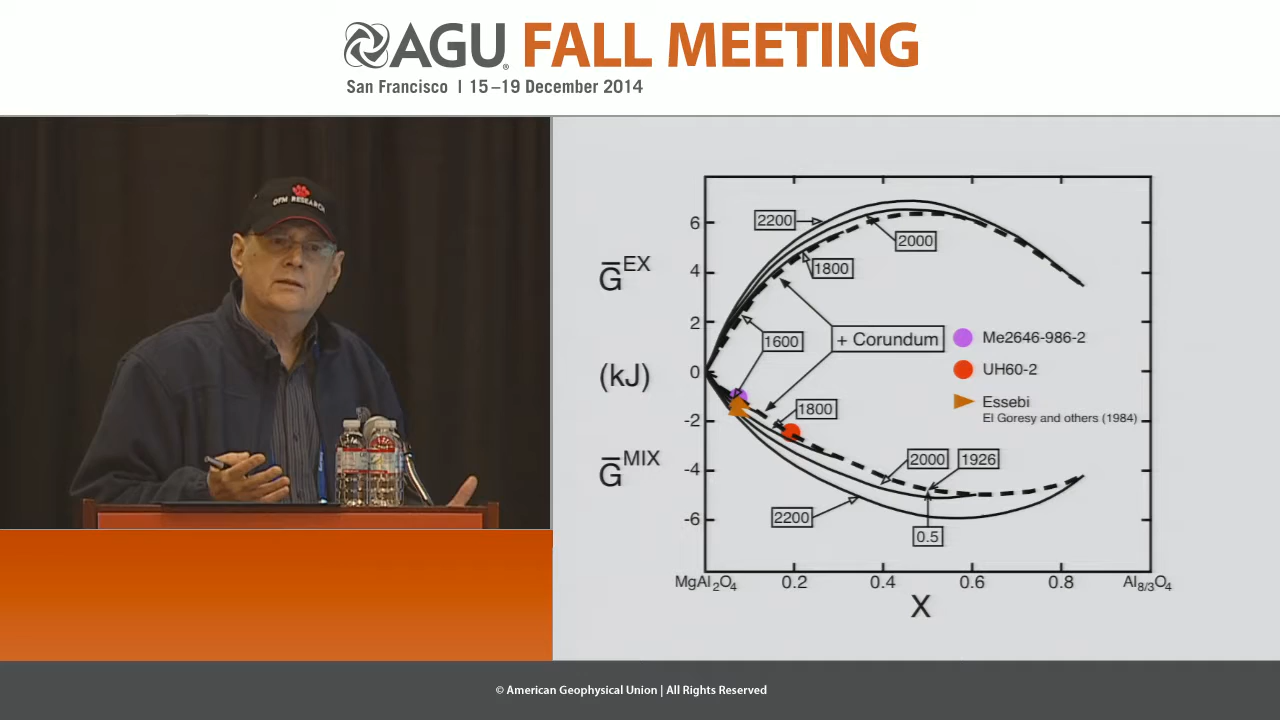 AGU® FALL MEETING
San Francisco | 15–19 December 2014
OFM RESEARCH
6
4
2
0
-2
-4
-6
G̅ᴱˣ
(kJ)
G̅ᴹᴵˣ
2200
2000
1800
1600
+ Corundum
Me2646-986-2
UH60-2
Essebi
El Goresy and others (1984)
1800
2000
1926
2200
0.5
MgAl₂O₄
0.2
0.4
0.6
0.8
Al₈/₃O₄
X
© American Geophysical Union | All Rights Reserved